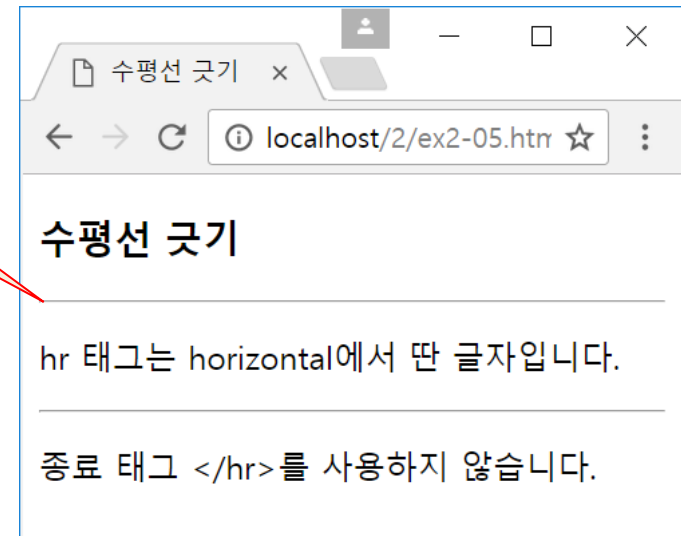 수평선 긋기
localhost/2/ex2-05.htm
수평선 긋기
hr 태그는 horizontal에서 딴 글자입니다.
종료 태그 </hr>를 사용하지 않습니다.